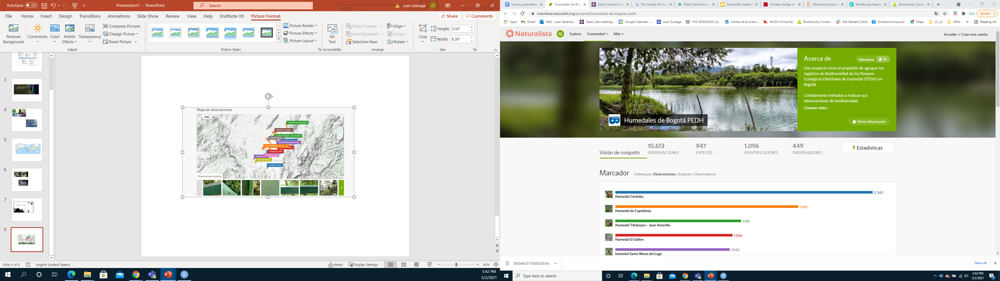 AutoSave Off
Presentation1 - PowerPoint
Search
Juan zuloaga
JZ
File Home Insert Design Transitions Animations Slide Show Review View Help EndNote X9 Picture Format
Share Comments
Remove Background
Corrections
Color
Artistic Effects
Transparency
Compress Pictures
Change Picture
Reset Picture
Adjust
Picture Styles
Picture Border
Picture Effects
Picture Layout
Alt Text
Accessibility
Bring Forward
Send Backward
Selection Pane
Align
Group
Rotate
Arrange
Crop
Height: 3.34"
Width: 6.39"
Size
3
4
5
6
7
8
Mapa de observaciones
Map
Humedal Torca Guaymaral
Humedal La Conejera
Humedal Tibabuyes - Juan Amarillo
Humedal Jaboque
humedal Santa María del Lago
Humedal de Techo
Humedal La Vaca
Humedal Tibanica
Humedal El Tunjo
Observaciones recientes
Slide 8 of 8
English (United States)
Notes
Display Settings
86%
5:42 PM
5/2/2021
Cursos_quantitative
Humedales de Bog
Slack | random | ec
The Society for Co
Data Science for e
Desarrollar habilid
Climate change an
Monitoring tropic
Monitoring tropic
Biodiversity Conse
colombia.inaturalist.org/projects/humedales-de-bogota-pedh
Update
Apps
Gmail
Mail - Juan Gerardo...
Slack | lab-meeting...
Google Calendar -...
Juan Zuloaga
THE GONZALEZ LA...
Centre de la scienc...
McGill University
Biodiversity Conser...
Get Started | Slack
Ecodiversa tropical...
Maps
LC_LU
KBAs
»
Reading list
Naturalista
Explora
Comunidad
Más
Acceder o Crear una cuenta
Acerca de
Miembros 10
Este proyecto tiene el propósito de agrupar los
registros de biodiversidad de los Parques
Ecológicos Distritales de Humedal (PEDH) en
Bogotá.
Cordialmente invitados a realizar sus
observaciones de biodiversidad.
Conocer más
Diario del proyecto
Humedales de Bogotá PEDH
Visión de conjunto
10.613
OBSERVACIONES
947
ESPECIES
1.096
IDENTIFICADORES
449
OBSERVADORES
Estadísticas
Marcador
Ordena por: Observaciones | Especies | Observadores
2.340
Humedal Córdoba
1.687
Humedal de Capellanía
1.145
Humedal Tibabuyes - Juan Amarillo
1.066
Humedal El Salitre
1.042
humedal Santa María del Lago
S0034425718305200.txt
Show all
Type here to search
5:42 PM
5/2/2021